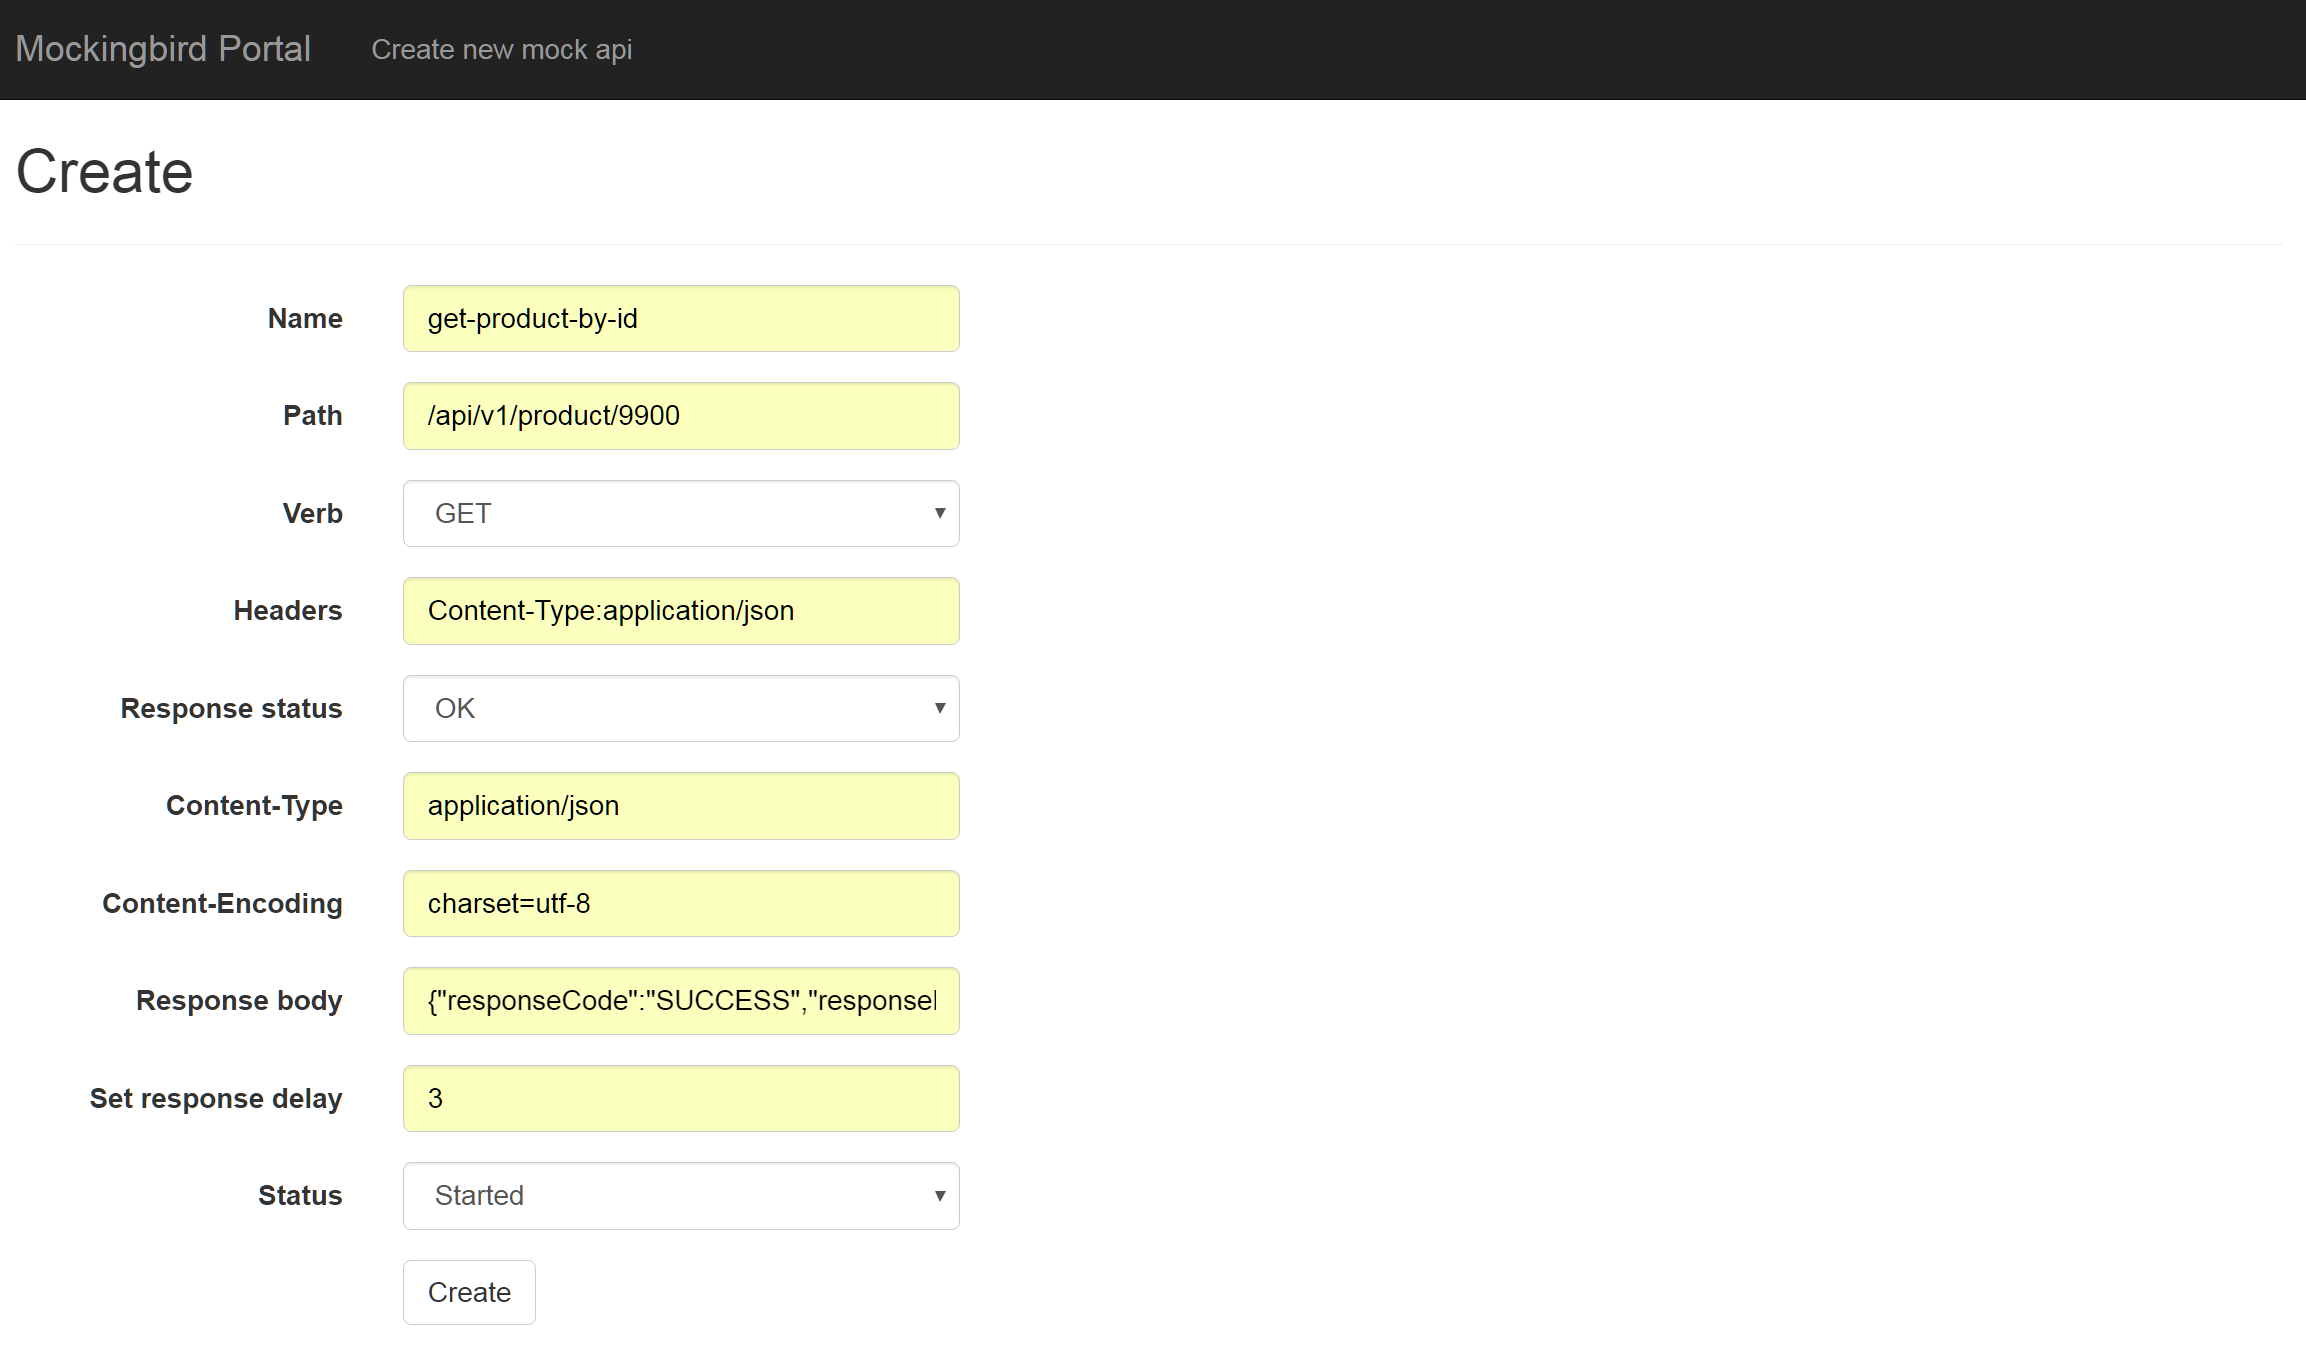 Mockingbird Portal Create new mock api
Create
Name get-product-by-id
Path /api/v1/product/9900
Verb GET
Headers Content-Type:application/json
Response status OK
Content-Type application/json
Content-Encoding charset=utf-8
Response body {"responseCode":"SUCCESS","response
Set response delay 3
Status Started
Create